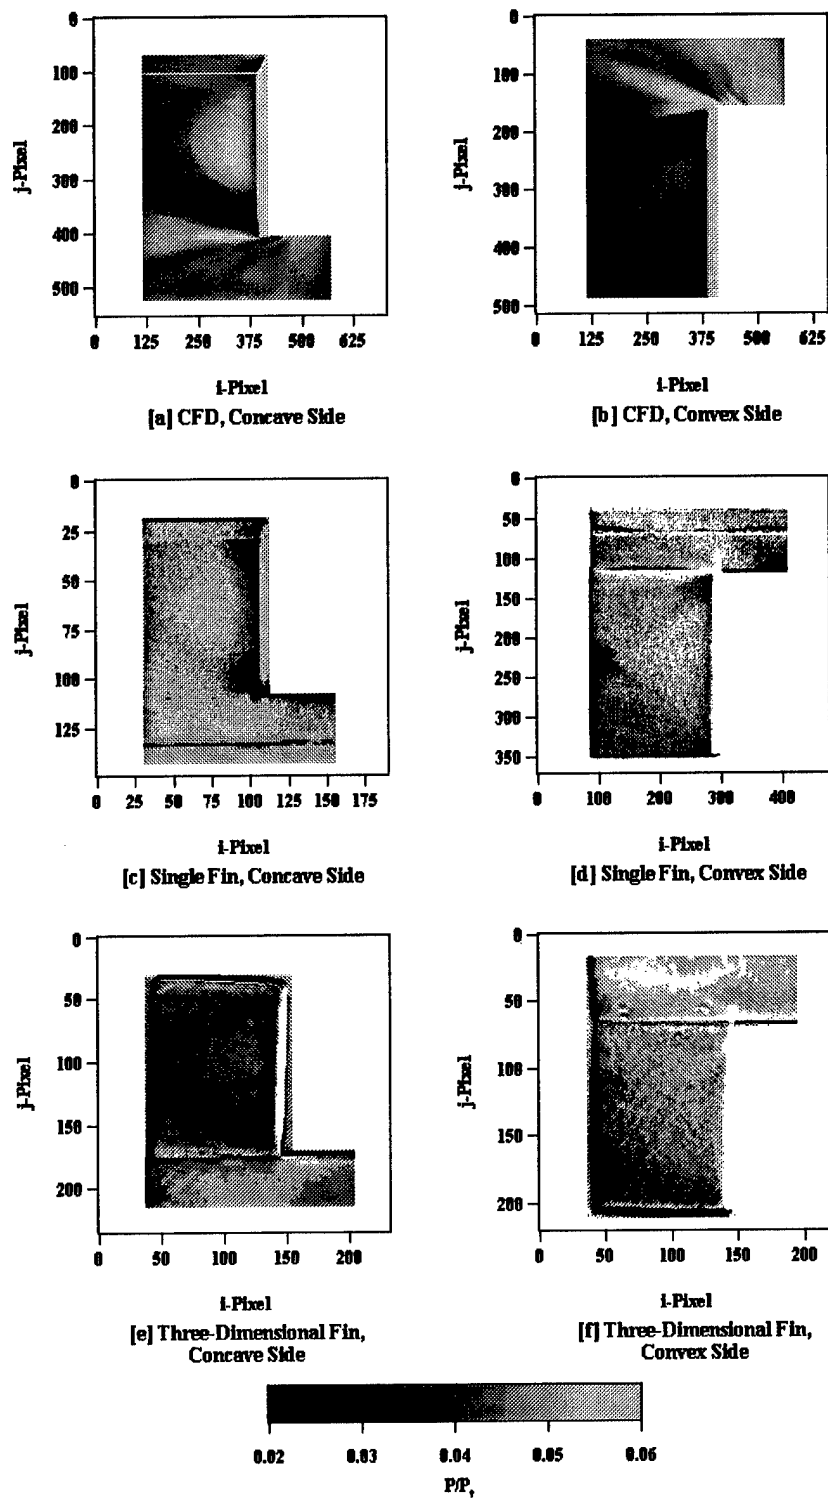 0
100
200
300
400
500
j-Pixel
0 125 250 375 500 625
i-Pixel
[a] CFD, Concave Side
0
100
200
300
400
500
j-Pixel
0 125 250 375 500 625
i-Pixel
[b] CFD, Convex Side
0
25
50
75
100
125
j-Pixel
0 25 50 75 100 125 150 175
i-Pixel
[c] Single Fin, Concave Side
0
50
100
150
200
250
300
350
j-Pixel
0 100 200 300 400
i-Pixel
[d] Single Fin, Convex Side
0
50
100
150
200
j-Pixel
0 50 100 150 200
i-Pixel
[e] Three-Dimensional Fin,
Concave Side
0
50
100
150
200
j-Pixel
0 50 100 150 200
i-Pixel
[f] Three-Dimensional Fin,
Convex Side
0.02 0.03 0.04 0.05 0.06
P/Pₜ